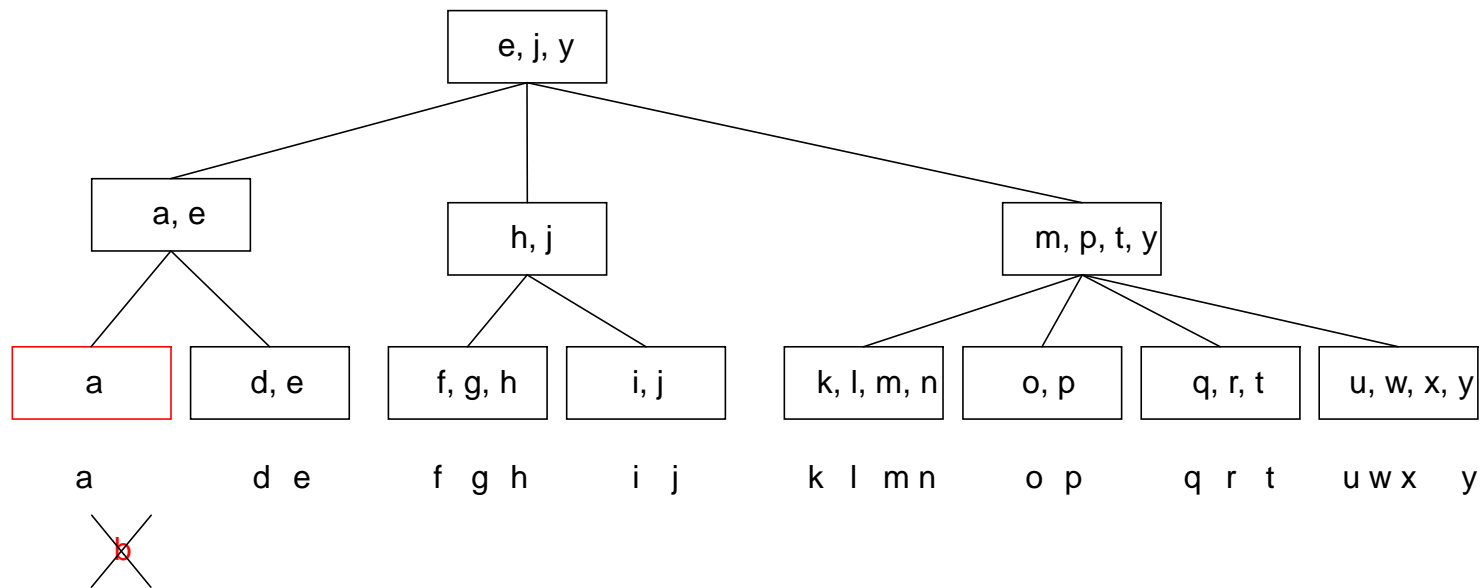 e, j, y
a, e
h, j
m, p, t, y
a
d, e
f, g, h
i, j
k, l, m, n
o, p
q, r, t
u, w, x, y
a
d e
f g h
i j
k l m n
o p
q r t
u w x y
b